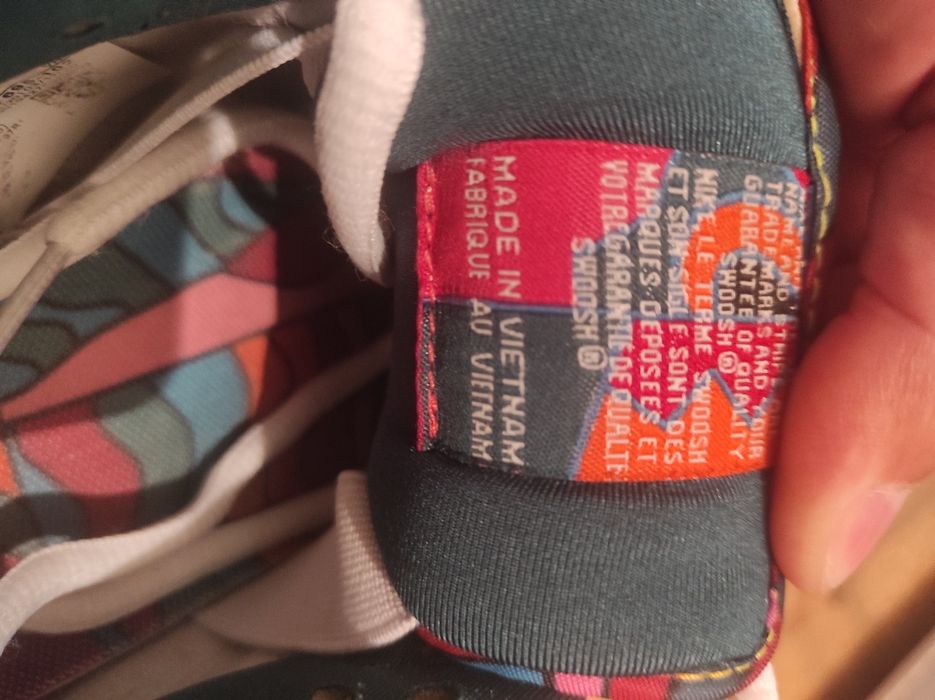 TRADEMARKS AND YOUR
GUARANTEE OF QUALITY
SWOOSH®
NIKE LE TERME SWOOSH
ET SON SIGLE SONT DES
MARQUES DEPOSEES ET
VOTRE GARANTIE DE QUALITE
SWOOSH®
MADE IN VIETNAM
FABRIQUE AU VIETNAM